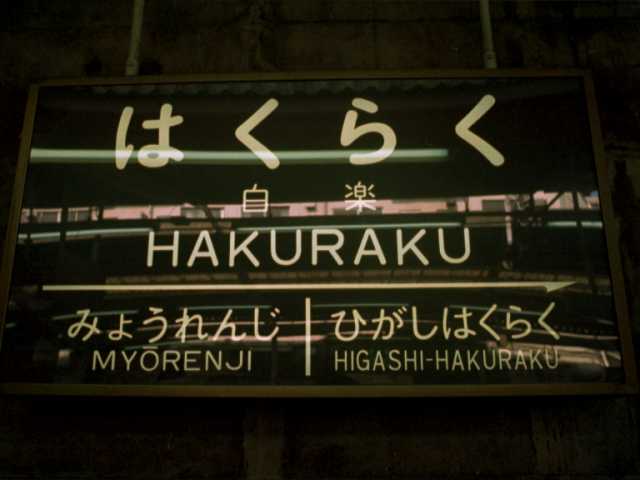 はくらく
白楽
HAKURAKU
みょうれんじ ひがしはくらく
MYŌRENJI HIGASHI-HAKURAKU